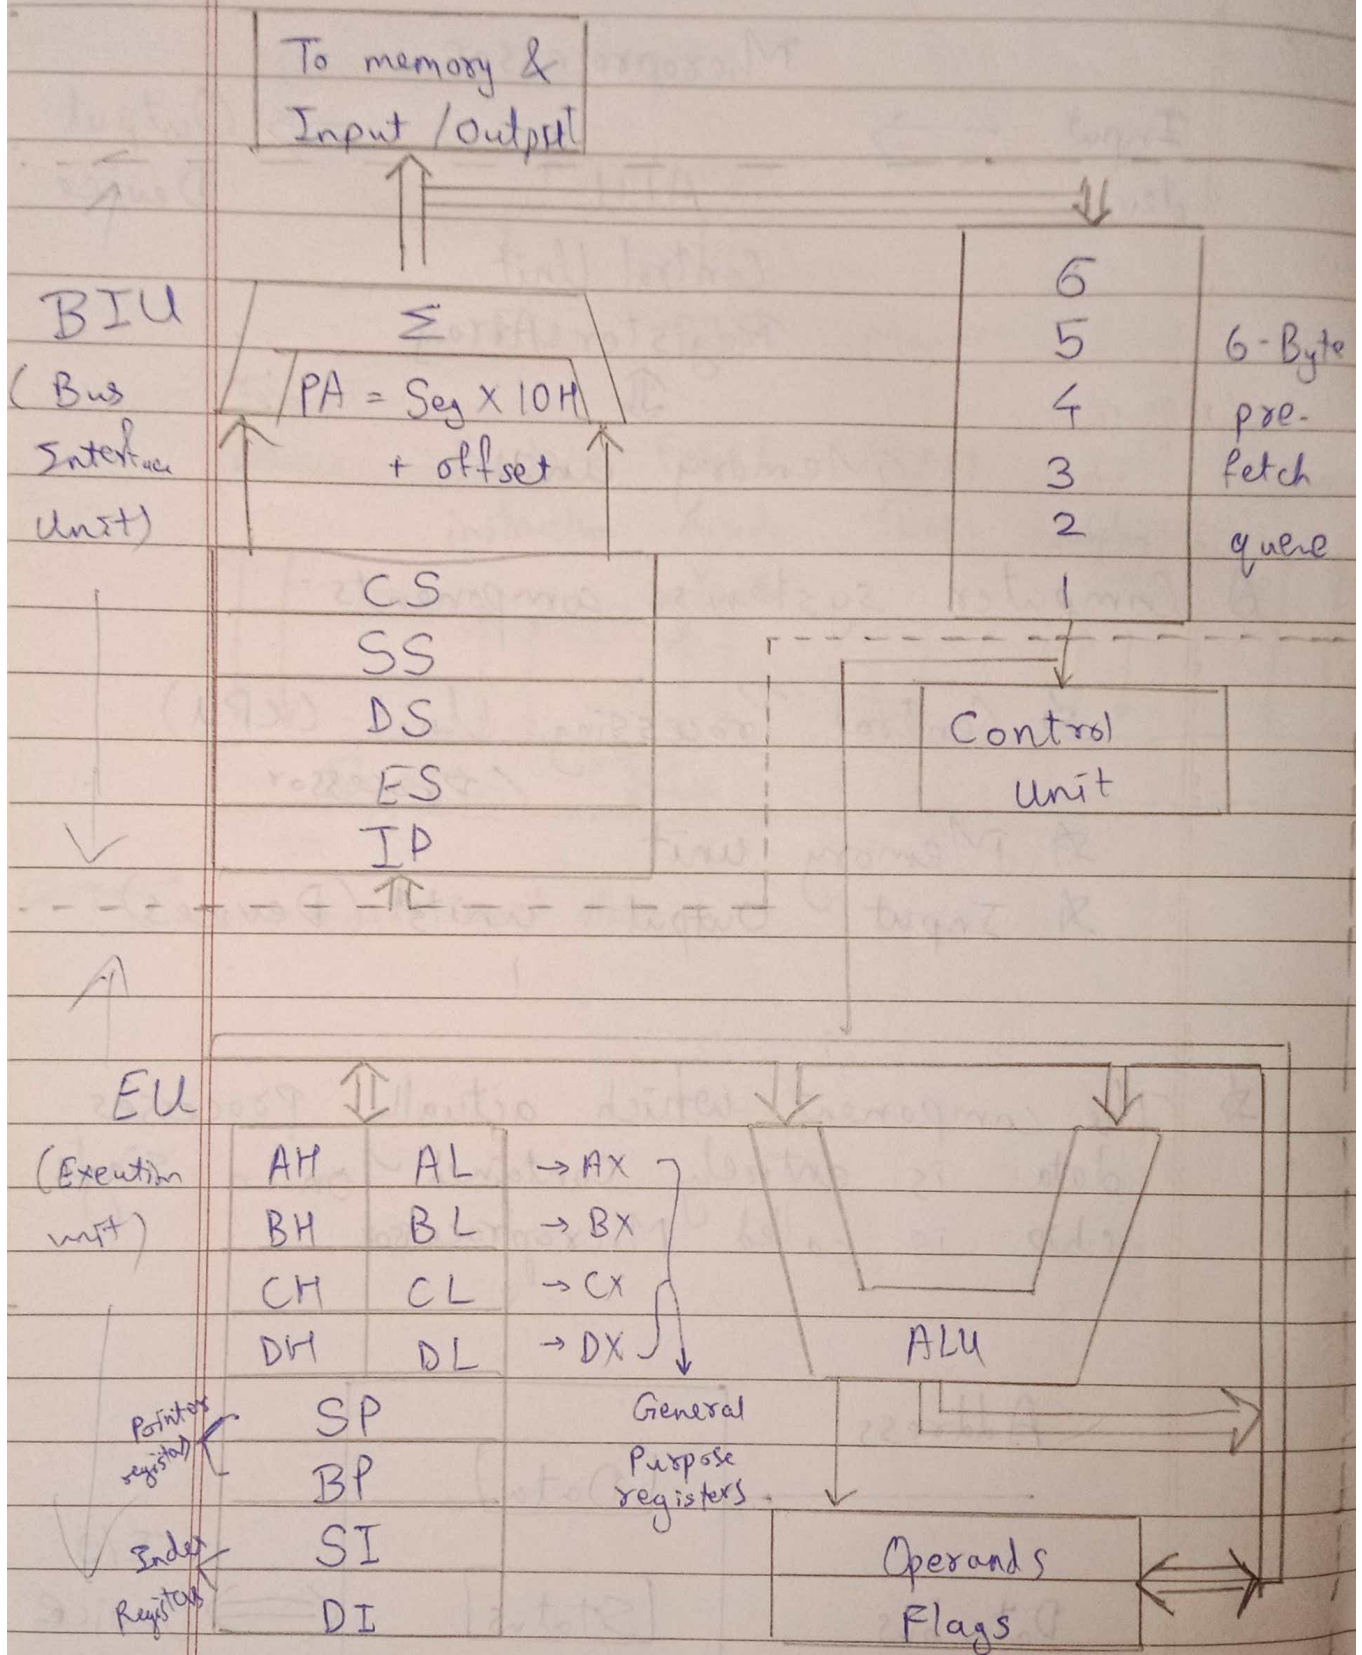 To memory &
Input / Output
BIU
(Bus
Interface
Unit)
Σ
PA = Seg X 10H
+ offset
6
5
4
3
2
1
6-Byte
pre-
fetch
queue
CS
SS
DS
ES
IP
Control
Unit
EU
(Execution
unit)
AH AL → AX
BH BL → BX
CH CL → CX
DH DL → DX
General
Purpose
registers
Pointer
registers
SP
BP
Index
Registers
SI
DI
ALU
Operands
Flags